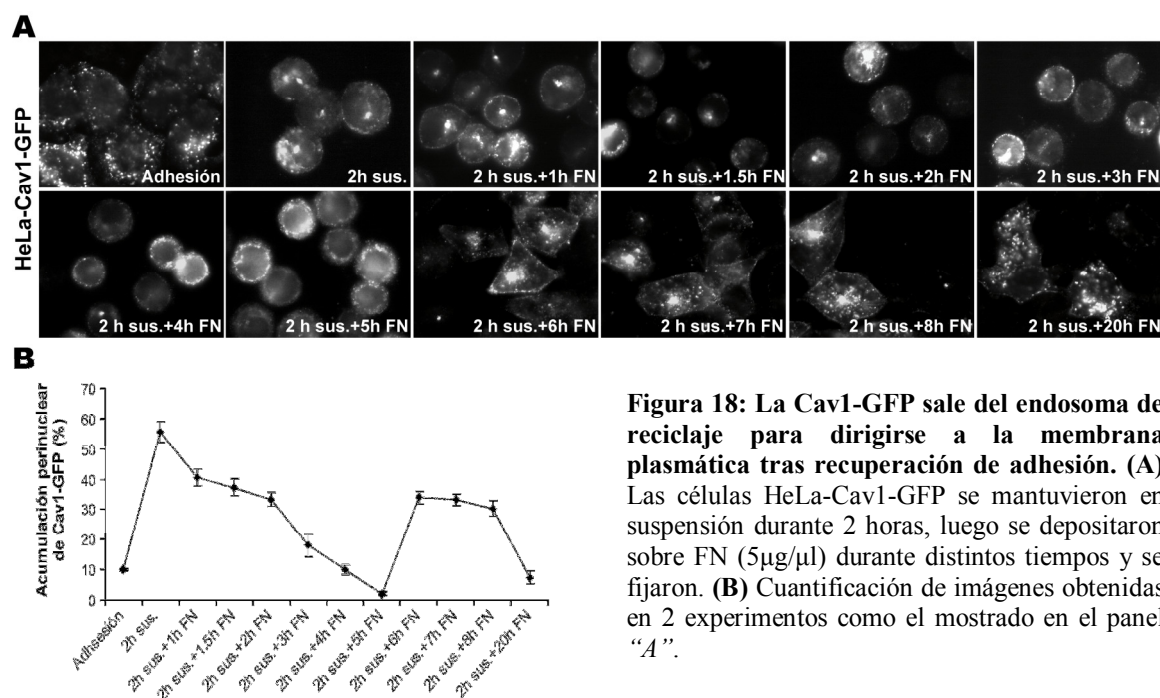 A
HeLa-Cav1-GFP
Adhesión
2h sus.
2 h sus.+1h FN
2 h sus.+1.5h FN
2 h sus.+2h FN
2 h sus.+3h FN
2 h sus.+4h FN
2 h sus.+5h FN
2 h sus.+6h FN
2 h sus.+7h FN
2 h sus.+8h FN
2 h sus.+20h FN
B
Acumulación perinuclear
de Cav1-GFP (%)
70
60
50
40
30
20
10
0
Adhesión
2h sus.
2h sus.+1h FN
2h sus.+1.5h FN
2h sus.+2h FN
2h sus.+3h FN
2h sus.+4h FN
2h sus.+5h FN
2h sus.+6h FN
2h sus.+7h FN
2h sus.+8h FN
2h sus.+20h FN
Figura 18: La Cav1-GFP sale del endosoma de
reciclaje para dirigirse a la membrana
plasmática tras recuperación de adhesión. (A)
Las células HeLa-Cav1-GFP se mantuvieron en
suspensión durante 2 horas, luego se depositaron
sobre FN (5μg/μl) durante distintos tiempos y se
fijaron. (B) Cuantificación de imágenes obtenidas
en 2 experimentos como el mostrado en el panel
“A”.